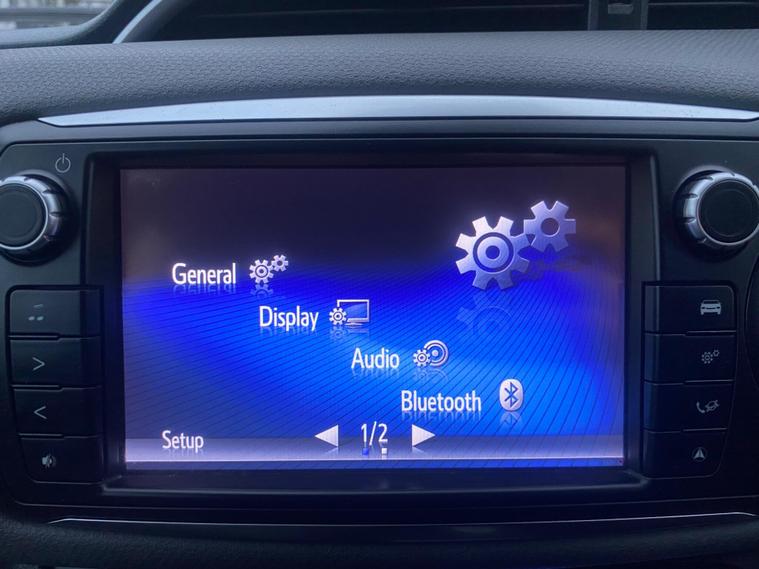 General
Display
Audio
Bluetooth
Setup
1/2